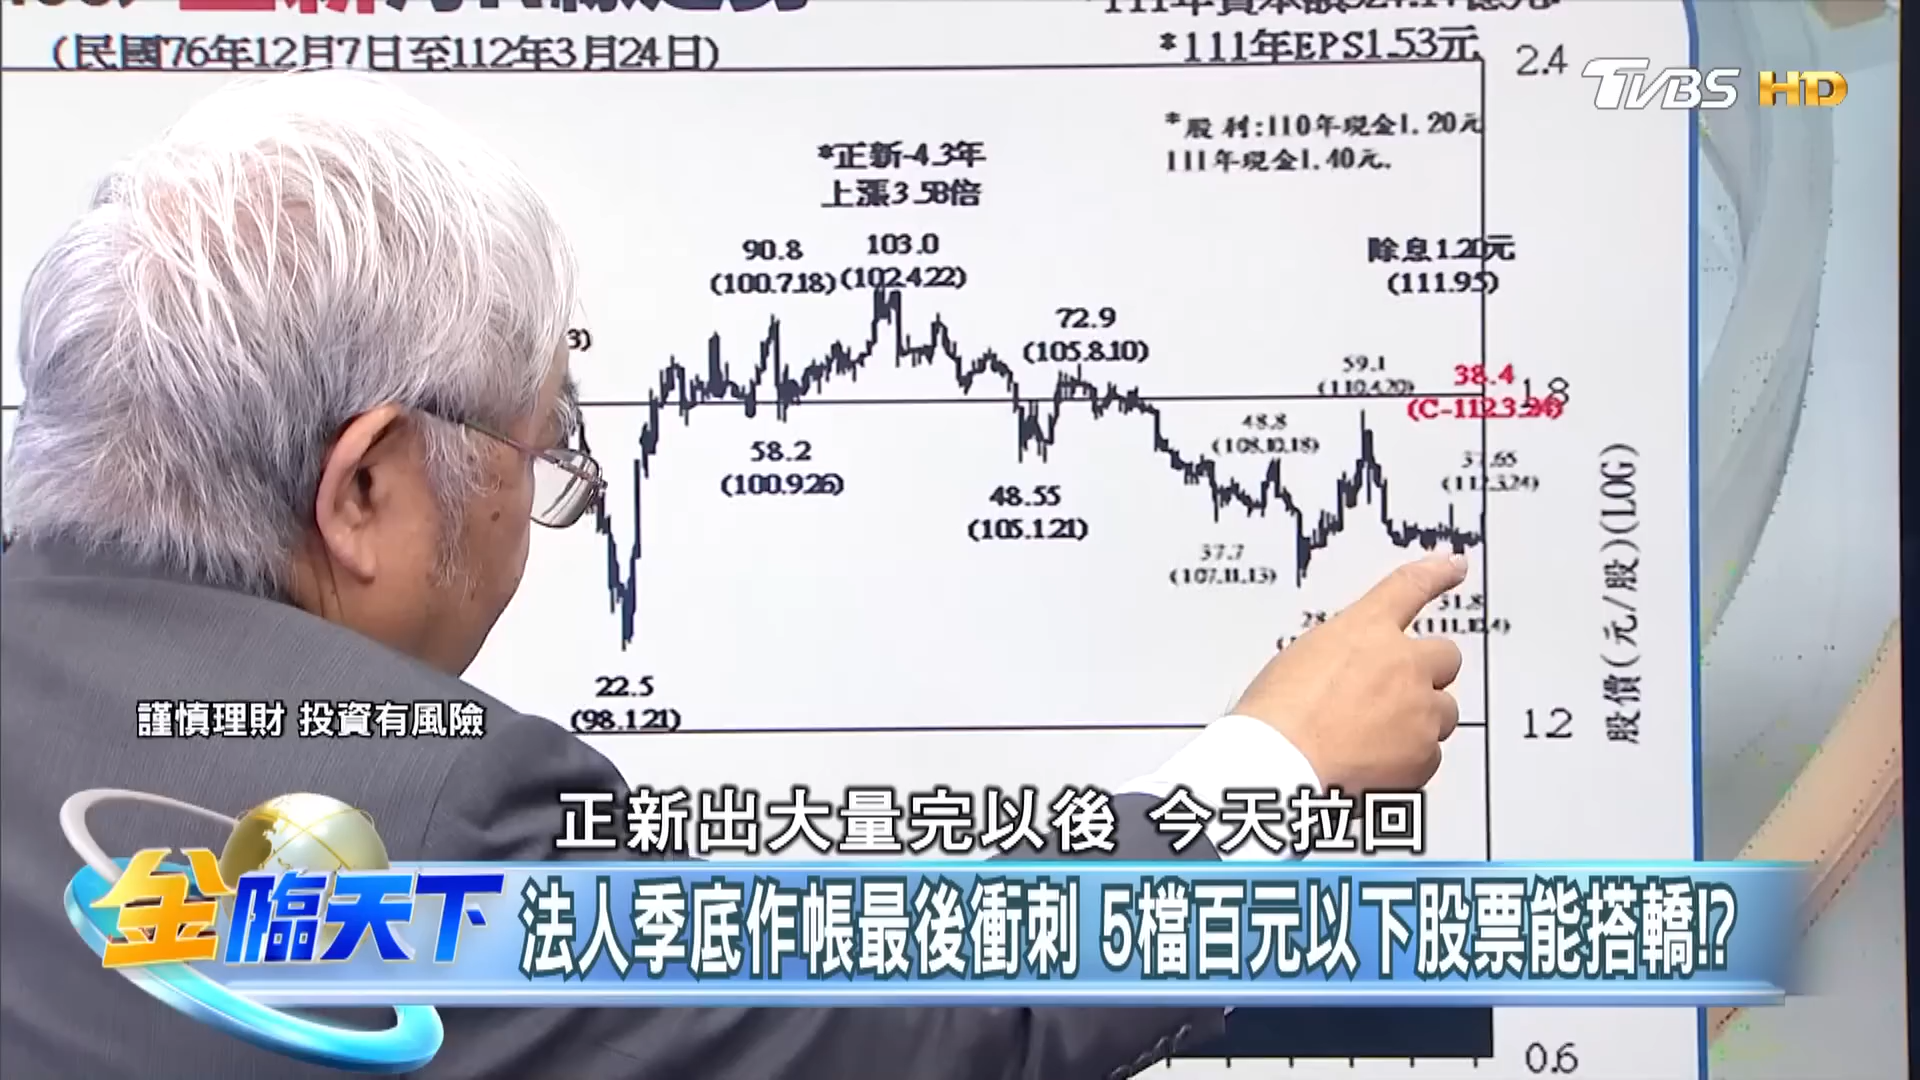 (民國76年12月7日至112年3月24日)
*111年EPS1.53元
2.4
TVBS HD
*股利:110年現金1.20元
111年現金1.40元.
*正新-4.3年
上漲3.58倍
90.8
(100.7.18)
103.0
(102.4.22)
除息1.20元
(111.9.5)
72.9
(105.8.10)
59.1
(110.4.20)
38.4
1.8
48.8
(108.10.18)
58.2
(100.9.26)
(112.3.24)
48.55
(105.1.21)
37.7
(107.11.13)
31.8
(111.10.4)
股價(元/股)(LOG)
22.5
(98.1.21)
1.2
謹慎理財 投資有風險
正新出大量完以後 今天拉回
金臨天下
法人季底作帳最後衝刺 5檔百元以下股票能搭轎!?
0.6